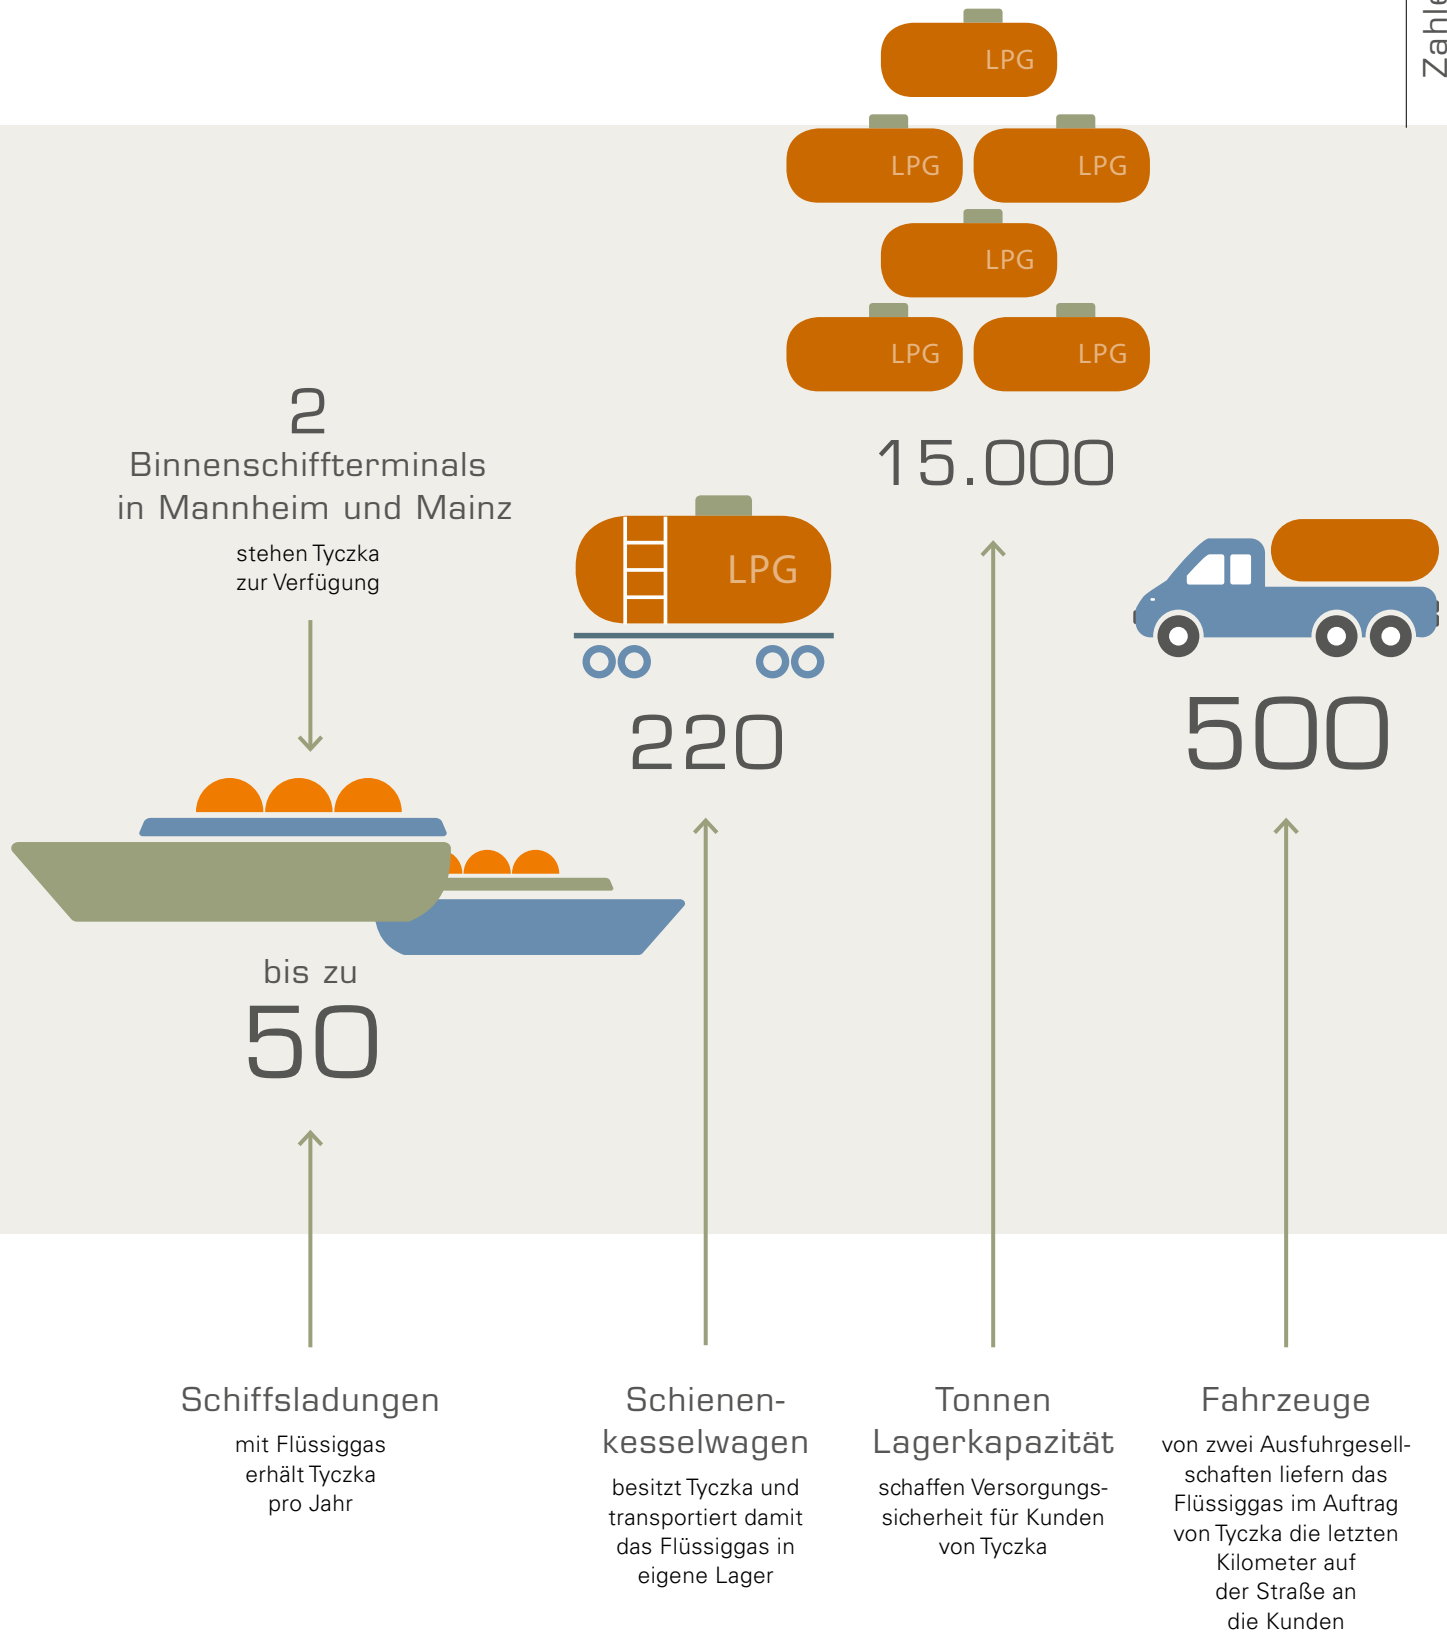 LPG
LPG
LPG
LPG
LPG
LPG
2
Binnenschiffterminals
in Mannheim und Mainz
stehen Tyczka
zur Verfügung
15.000
LPG
220
500
bis zu
50
Schiffsladungen
mit Flüssiggas
erhält Tyczka
pro Jahr
Schienen-
kesselwagen
besitzt Tyczka und
transportiert damit
das Flüssiggas in
eigene Lager
Tonnen
Lagerkapazität
schaffen Versorgungs-
sicherheit für Kunden
von Tyczka
Fahrzeuge
von zwei Ausfuhrgesell-
schaften liefern das
Flüssiggas im Auftrag
von Tyczka die letzten
Kilometer auf
der Straße an
die Kunden